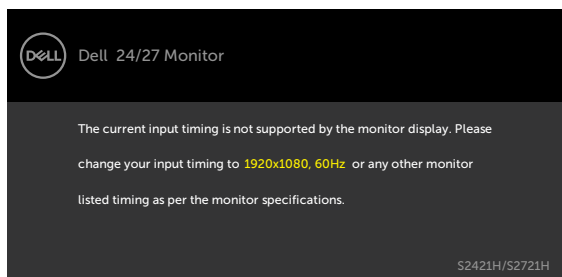 DELL
Dell 24/27 Monitor
The current input timing is not supported by the monitor display. Please
change your input timing to 1920x1080, 60Hz or any other monitor
listed timing as per the monitor specifications.
S2421H/S2721H